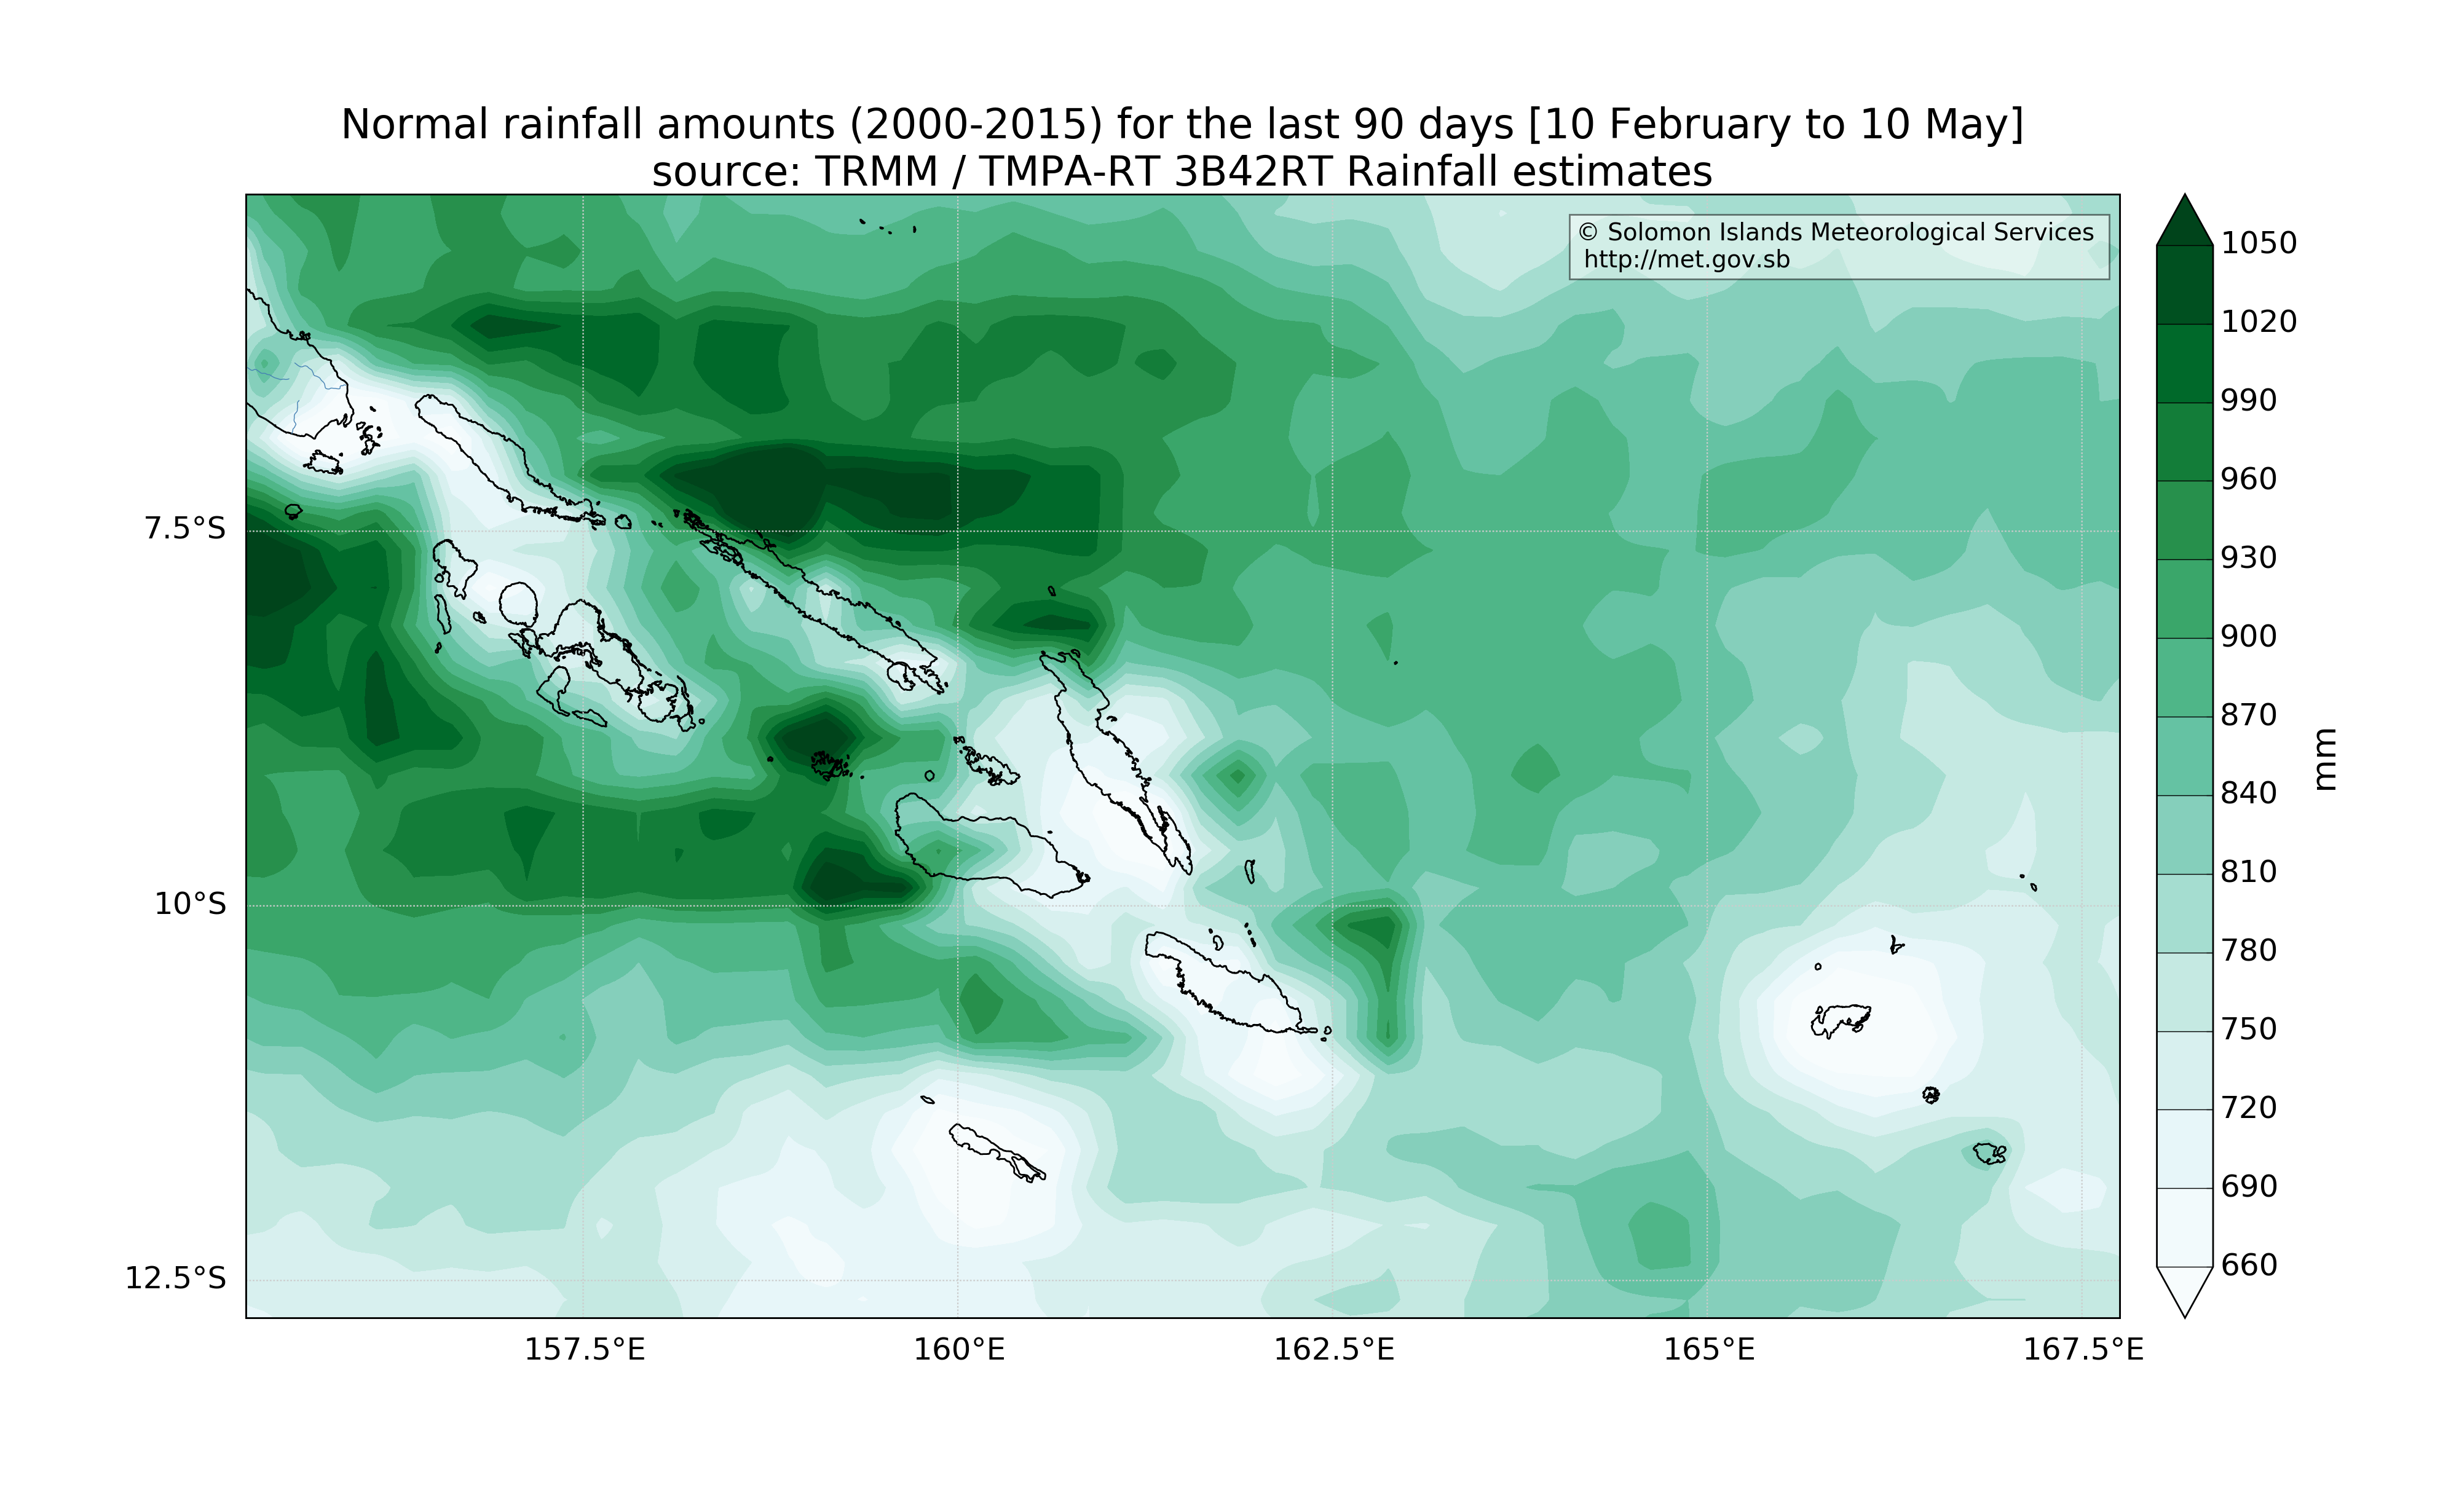 Normal rainfall amounts (2000-2015) for the last 90 days [10 February to 10 May]
source: TRMM / TMPA-RT 3B42RT Rainfall estimates
© Solomon Islands Meteorological Services
http://met.gov.sb
7.5°S
10°S
12.5°S
157.5°E
160°E
162.5°E
165°E
167.5°E
1050
1020
990
960
930
900
870
840
810
780
750
720
690
660
mm